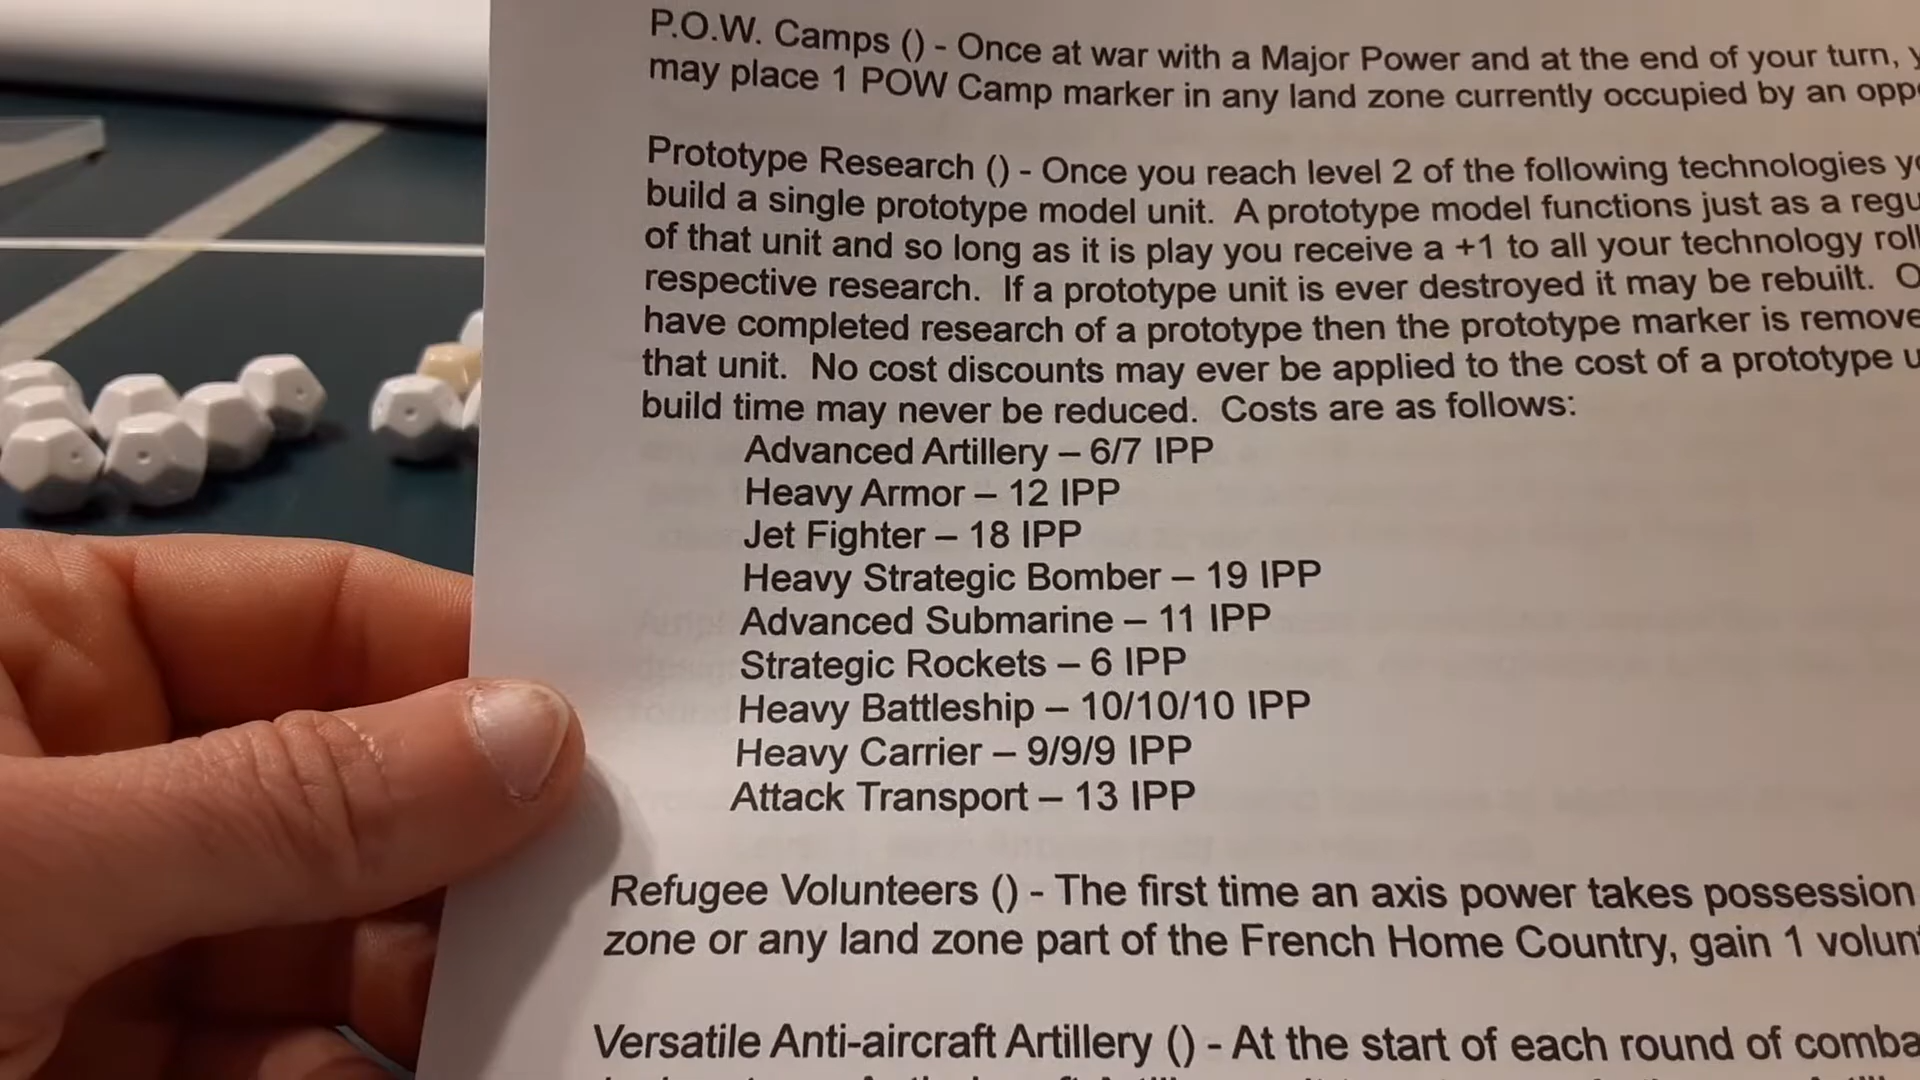 P.O.W. Camps () - Once at war with a Major Power and at the end of your turn,
may place 1 POW Camp marker in any land zone currently occupied by an
Prototype Research () - Once you reach level 2 of the following technologies
build a single prototype model unit. A prototype model functions just as a
of that unit and so long as it is play you receive a +1 to all your technology
respective research. If a prototype unit is ever destroyed it may be rebuilt.
have completed research of a prototype then the prototype marker is
that unit. No cost discounts may ever be applied to the cost of a prototype
build time may never be reduced. Costs are as follows:
Advanced Artillery – 6/7 IPP
Heavy Armor – 12 IPP
Jet Fighter – 18 IPP
Heavy Strategic Bomber – 19 IPP
Advanced Submarine – 11 IPP
Strategic Rockets – 6 IPP
Heavy Battleship – 10/10/10 IPP
Heavy Carrier – 9/9/9 IPP
Attack Transport – 13 IPP
Refugee Volunteers () - The first time an axis power takes possession
zone or any land zone part of the French Home Country, gain 1
Versatile Anti-aircraft Artillery () - At the start of each round of